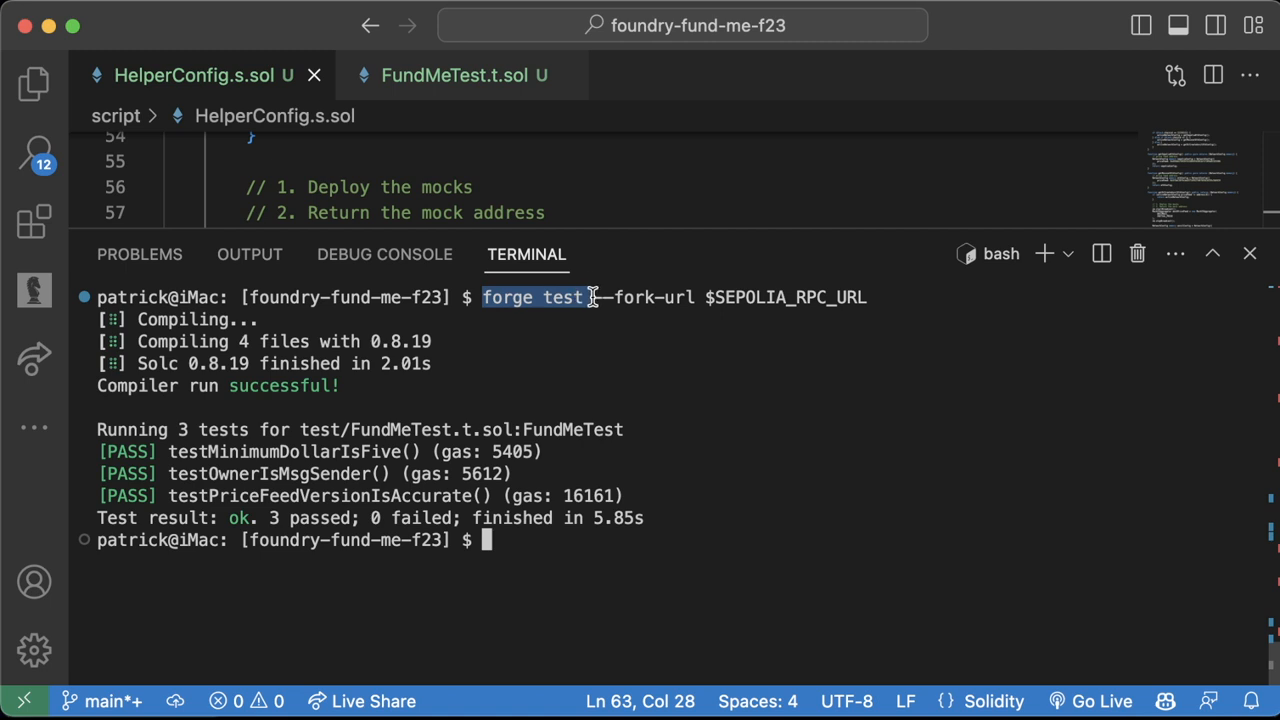 foundry-fund-me-f23
HelperConfig.s.sol U
FundMeTest.t.sol U
script > HelperConfig.s.sol
54 }
55
56 // 1. Deploy the mocks
57 // 2. Return the mock address
12
PROBLEMS OUTPUT DEBUG CONSOLE TERMINAL bash
patrick@iMac: [foundry-fund-me-f23] $ forge test --fork-url $SEPOLIA_RPC_URL
[⠿] Compiling...
[⠿] Compiling 4 files with 0.8.19
[⠿] Solc 0.8.19 finished in 2.01s
Compiler run successful!
Running 3 tests for test/FundMeTest.t.sol:FundMeTest
[PASS] testMinimumDollarIsFive() (gas: 5405)
[PASS] testOwnerIsMsgSender() (gas: 5612)
[PASS] testPriceFeedVersionIsAccurate() (gas: 16161)
Test result: ok. 3 passed; 0 failed; finished in 5.85s
patrick@iMac: [foundry-fund-me-f23] $
main*+ 0 0 Live Share Ln 63, Col 28 Spaces: 4 UTF-8 LF {} Solidity Go Live